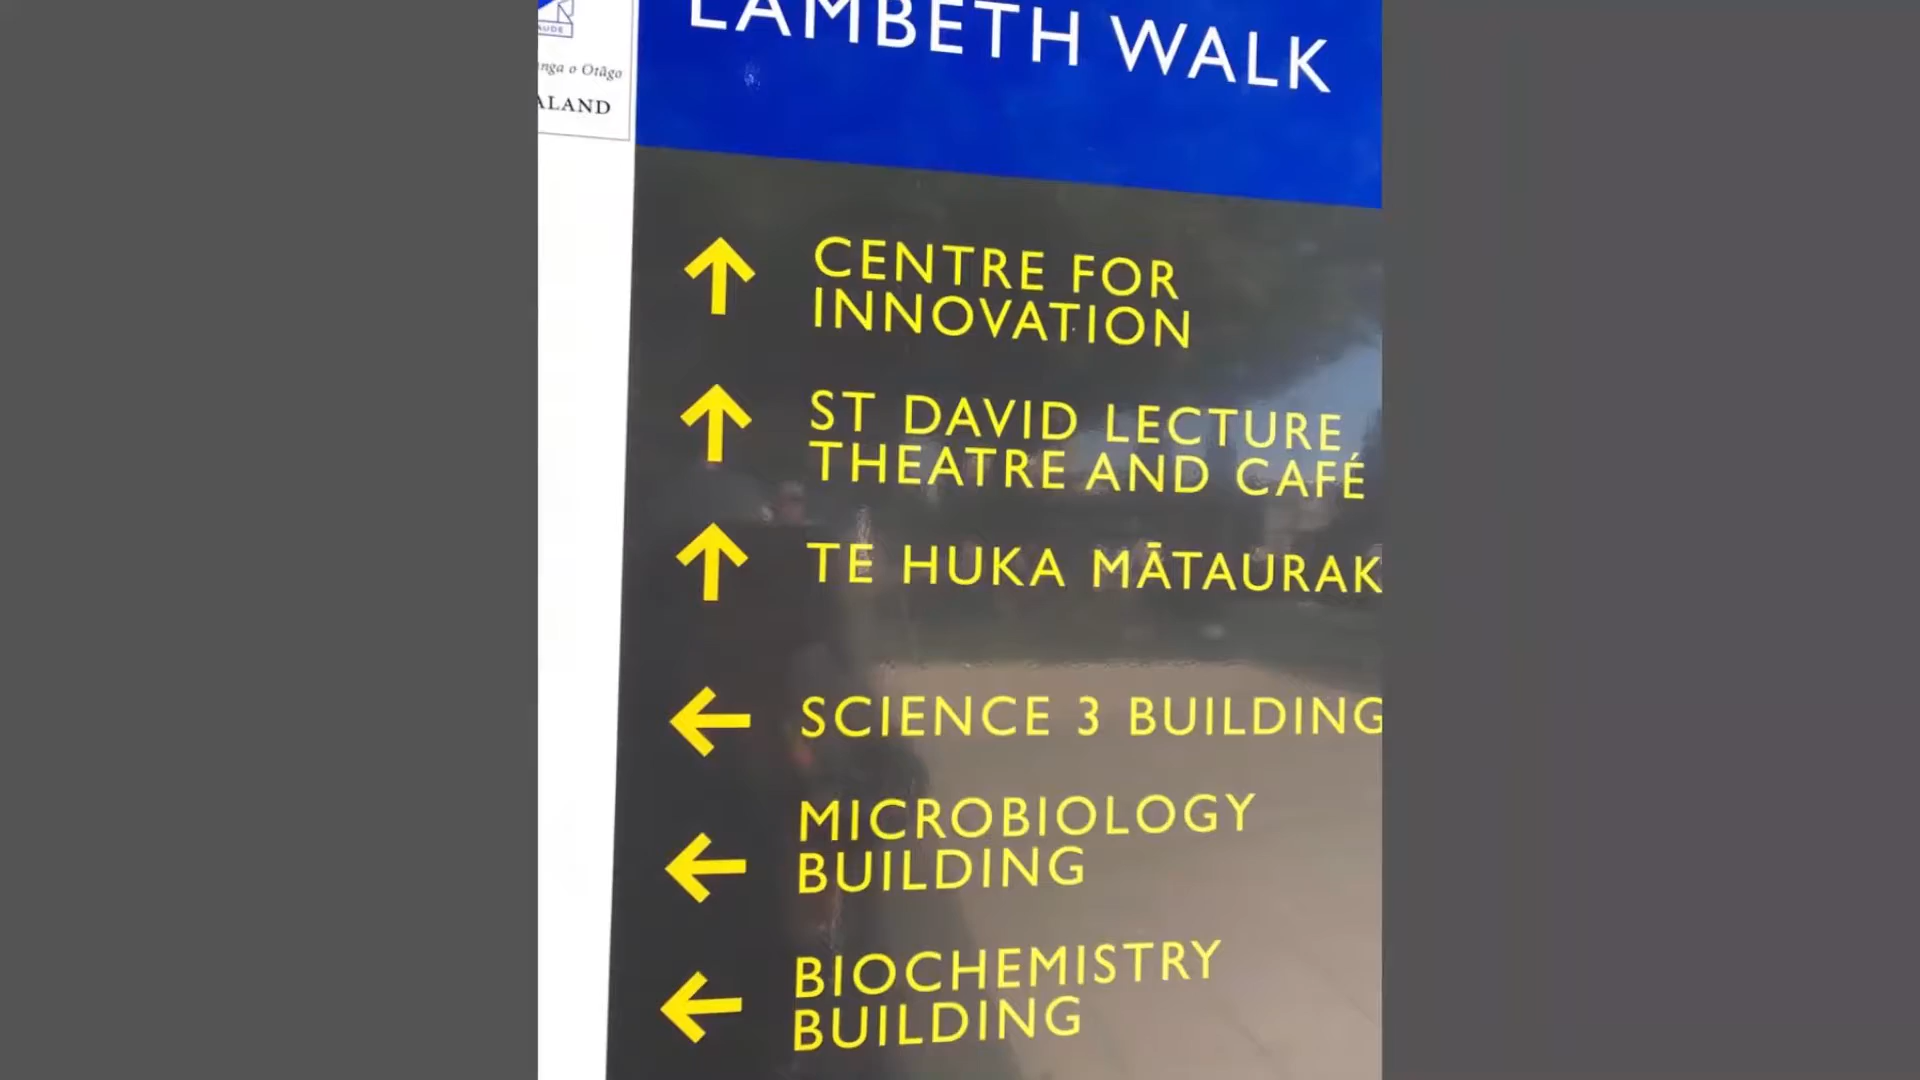 LAMBETH WALK
AUDE
nga o Otāgo
ALAND
CENTRE FOR
INNOVATION
ST DAVID LECTURE
THEATRE AND CAFÉ
TE HUKA MĀTAURAK
SCIENCE 3 BUILDING
MICROBIOLOGY
BUILDING
BIOCHEMISTRY
BUILDING